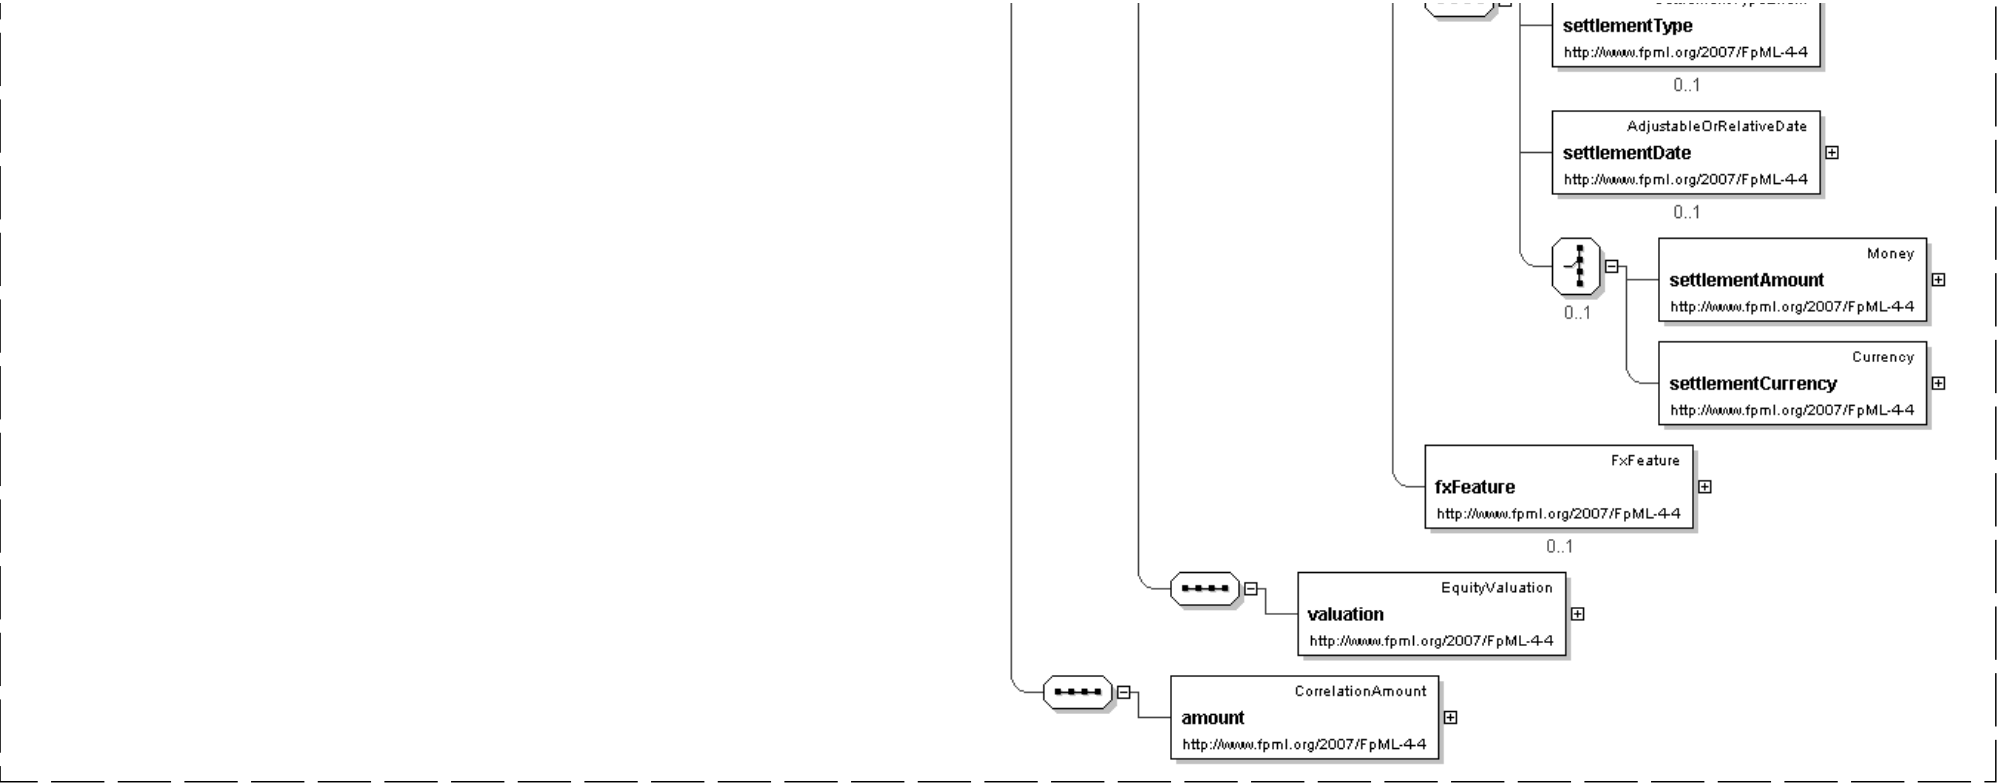 settlementType
http://www.fpml.org/2007/FpML-4-4
0..1
AdjustableOrRelativeDate
settlementDate
http://www.fpml.org/2007/FpML-4-4
0..1
Money
settlementAmount
http://www.fpml.org/2007/FpML-4-4
0..1
Currency
settlementCurrency
http://www.fpml.org/2007/FpML-4-4
FxFeature
fxFeature
http://www.fpml.org/2007/FpML-4-4
0..1
EquityValuation
valuation
http://www.fpml.org/2007/FpML-4-4
CorrelationAmount
amount
http://www.fpml.org/2007/FpML-4-4